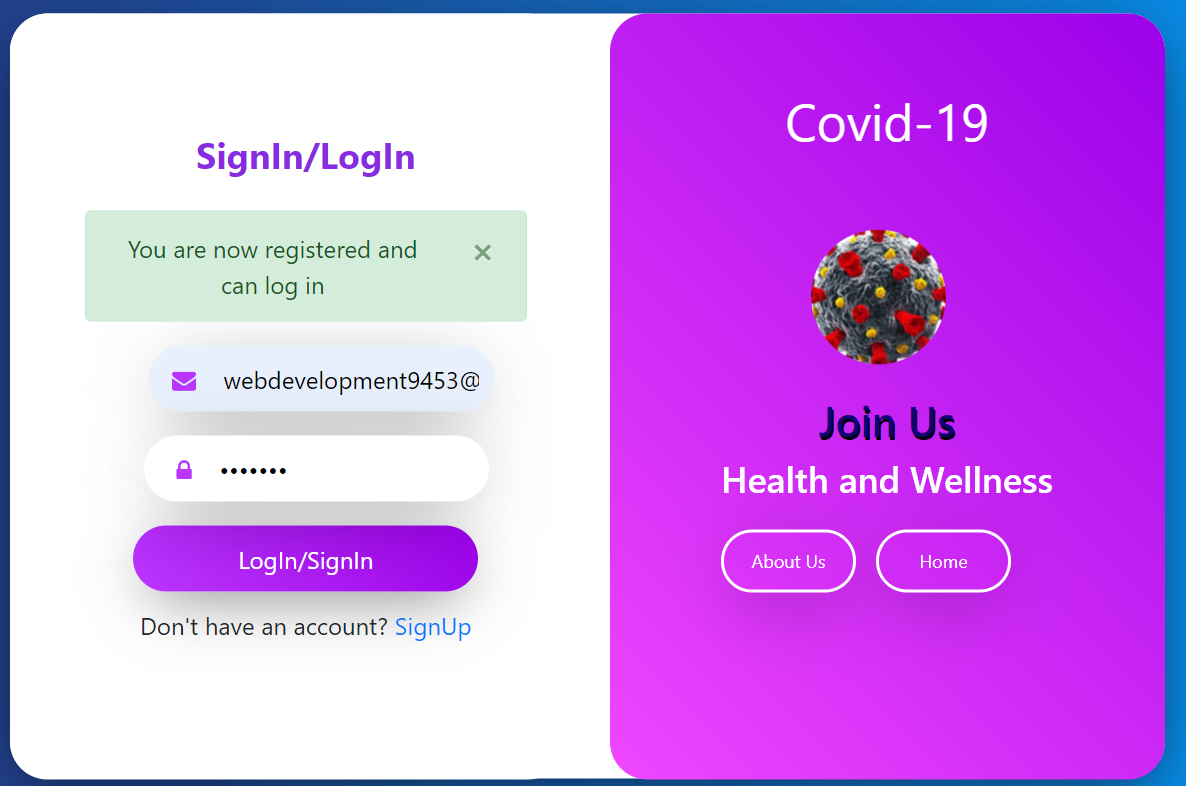 SignIn/LogIn
You are now registered and
can log in
×
webdevelopment9453@
•••••••
LogIn/SignIn
Don't have an account? SignUp
Covid-19
Join Us
Health and Wellness
About Us
Home